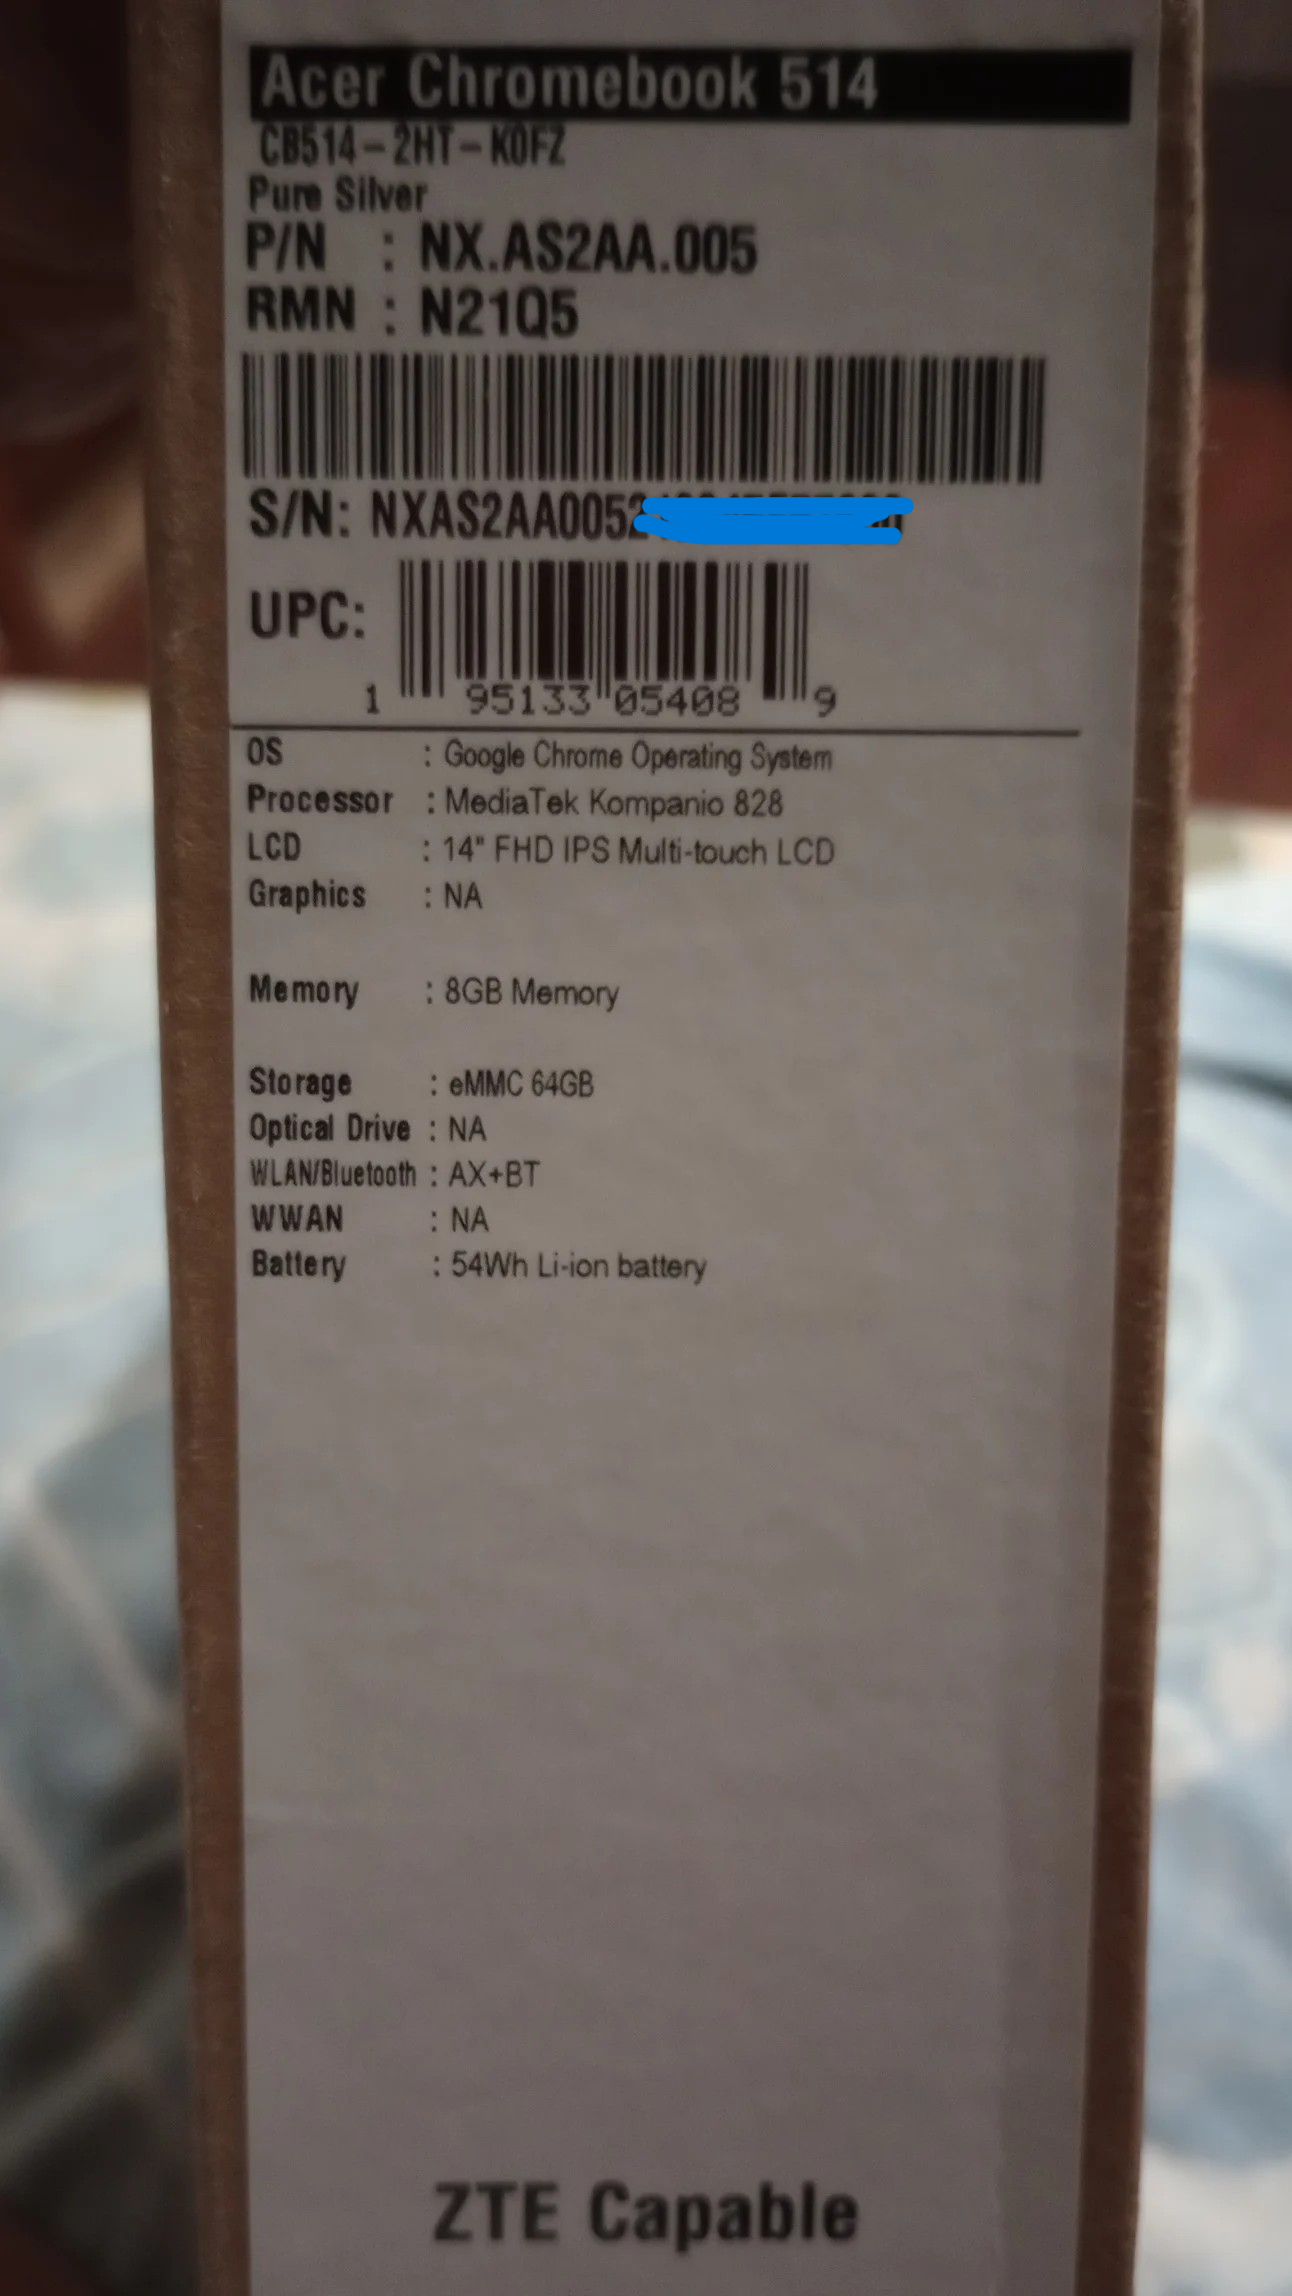 Acer Chromebook 514
CB514-2HT-K0FZ
Pure Silver
P/N : NX.AS2AA.005
RMN : N21Q5
S/N: NXAS2AA0052
UPC:
1 95133 05408 9
OS : Google Chrome Operating System
Processor : MediaTek Kompanio 828
LCD : 14" FHD IPS Multi-touch LCD
Graphics : NA
Memory : 8GB Memory
Storage : eMMC 64GB
Optical Drive : NA
WLAN/Bluetooth : AX+BT
WWAN : NA
Battery : 54Wh Li-ion battery
ZTE Capable